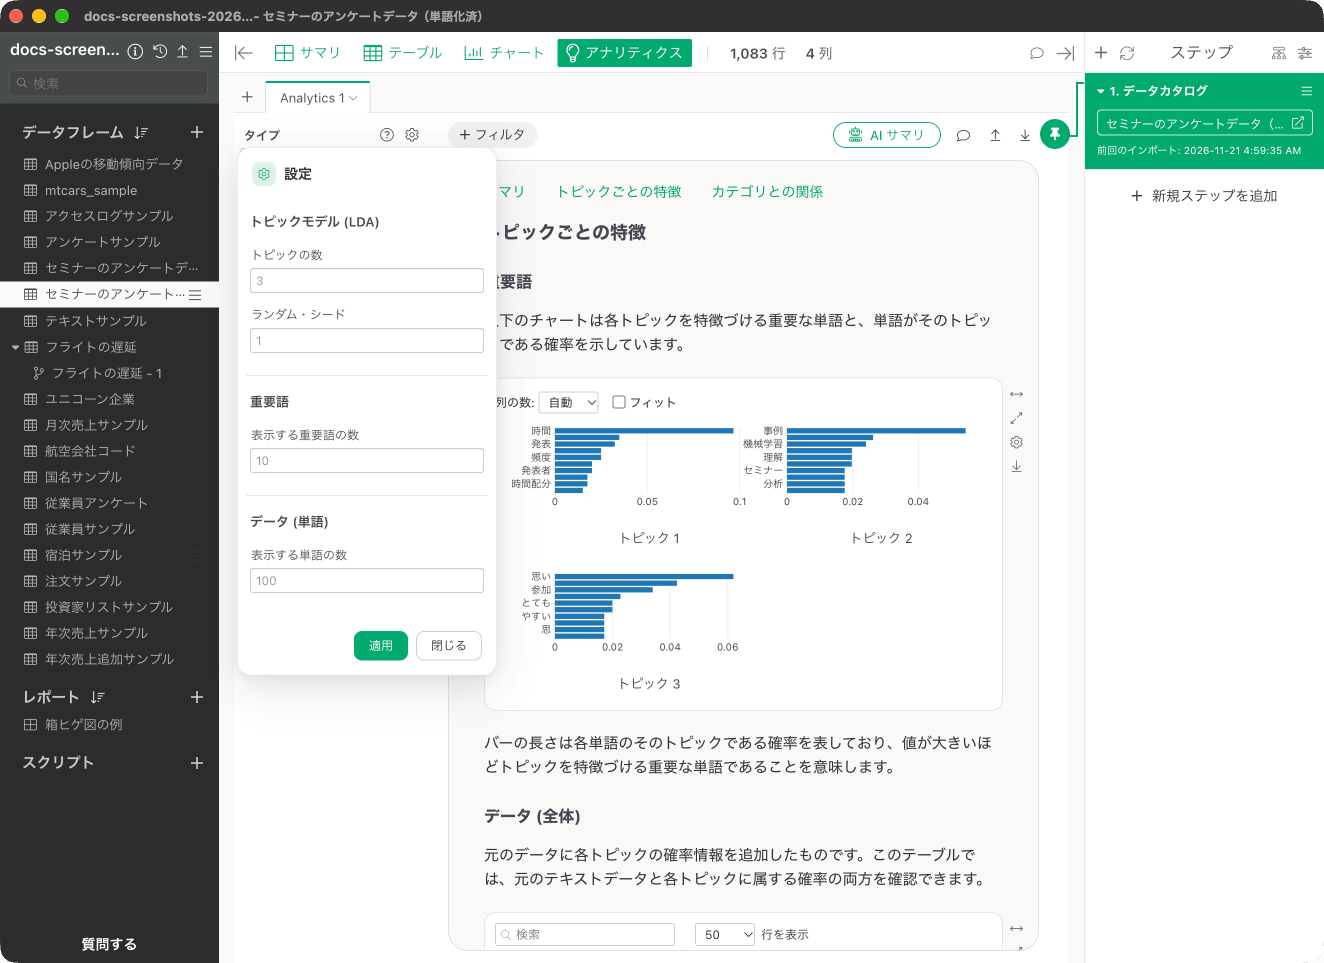 docs-screenshots-2026...- セミナーのアンケートデータ（単語化済）
docs-screen...
検索
データフレーム
Appleの移動傾向データ
mtcars_sample
アクセスログサンプル
アンケートサンプル
セミナーのアンケートデ...
セミナーのアンケート...
テキストサンプル
フライトの遅延
フライトの遅延 - 1
ユニコーン企業
月次売上サンプル
航空会社コード
国名サンプル
従業員アンケート
従業員サンプル
宿泊サンプル
注文サンプル
投資家リストサンプル
年次売上サンプル
年次売上追加サンプル
レポート
箱ヒゲ図の例
スクリプト
質問する
サマリ
テーブル
チャート
アナリティクス
1,083 行
4 列
Analytics 1
タイプ
フィルタ
AI サマリ
設定
トピックモデル (LDA)
トピックの数
3
ランダム・シード
1
重要語
表示する重要語の数
10
データ (単語)
表示する単語の数
100
適用
閉じる
マリ
トピックごとの特徴
カテゴリとの関係
ピックごとの特徴
要語
下のチャートは各トピックを特徴づける重要な単語と、単語がそのトピッ
である確率を示しています。
列の数:
自動
フィット
時間
発表
頻度
発表者
時間配分
0
0.05
0.1
トピック 1
事例
機械学習
理解
セミナー
分析
0
0.02
0.04
トピック 2
思い
参加
とても
やすい
思
0
0.02
0.04
0.06
トピック 3
バーの長さは各単語のそのトピックである確率を表しており、値が大きいほ
どトピックを特徴づける重要な単語であることを意味します。
データ (全体)
元のデータに各トピックの確率情報を追加したものです。このテーブルで
は、元のテキストデータと各トピックに属する確率の両方を確認できます。
検索
50
行を表示
ステップ
1. データカタログ
セミナーのアンケートデータ（...
前回のインポート: 2026-11-21 4:59:35 AM
新規ステップを追加